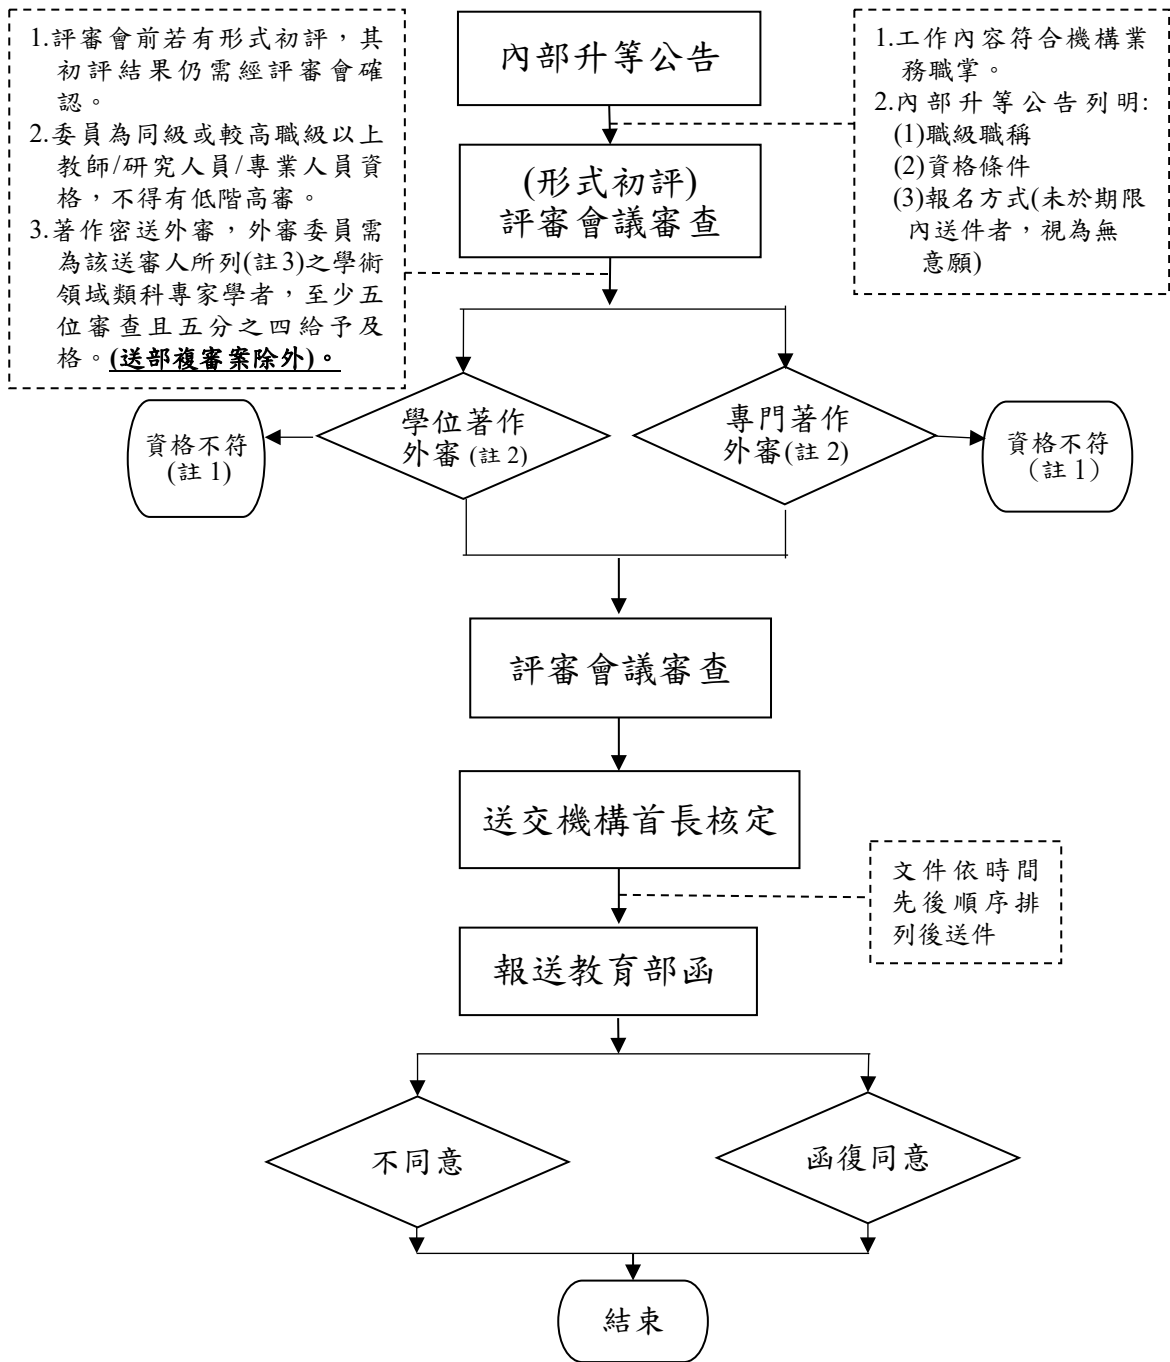 內部升等公告
1.評審會前若有形式初評，其
初評結果仍需經評審會確
認。
2.委員為同級或較高職級以上
教師/研究人員/專業人員資
格，不得有低階高審。
3.著作密送外審，外審委員需
為該送審人所列(註3)之學術
領域類科專家學者，至少五
位審查且五分之四給予及
格。(送部複審案除外)。
1.工作內容符合機構業
務職掌。
2.內部升等公告列明:
(1)職級職稱
(2)資格條件
(3)報名方式(未於期限
內送件者，視為無
意願)
(形式初評)
評審會議審查
學位著作
外審(註 2)
專門著作
外審(註 2)
資格不符
(註 1)
資格不符
（註 1）
評審會議審查
送交機構首長核定
文件依時間
先後順序排
列後送件
報送教育部函
不同意
函復同意
結束